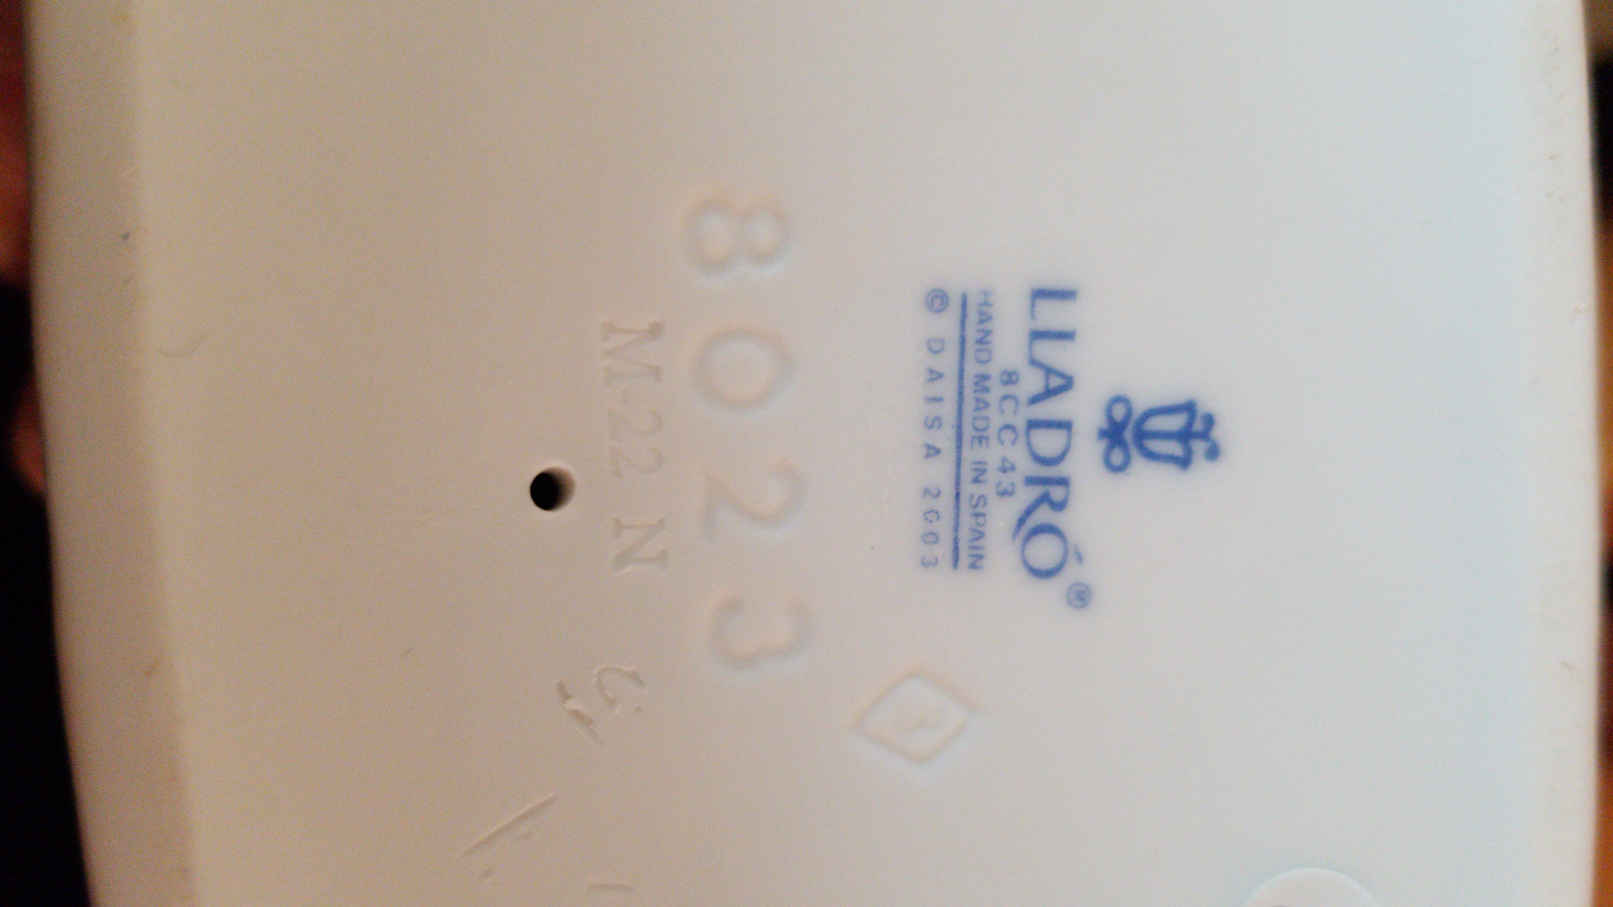 LLADRÓ®
8CC43
HAND MADE IN SPAIN
© DAISA 2003
8023
M-22 N